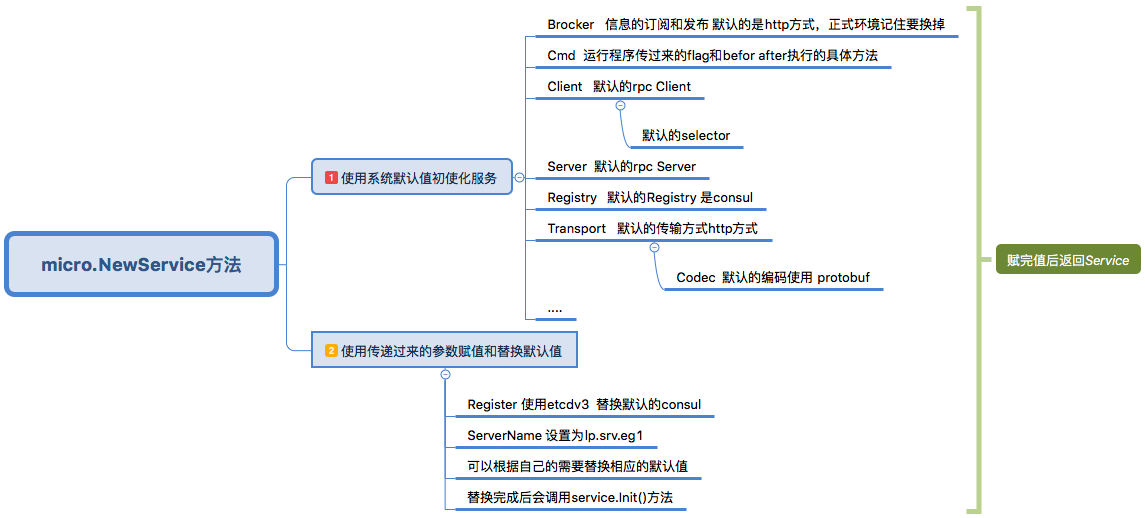 micro.NewService方法
1 使用系统默认值初使化服务
Brocker 信息的订阅和发布 默认的是http方式，正式环境记住要换掉
Cmd 运行程序传过来的flag和befor after执行的具体方法
Client 默认的rpc Client
默认的selector
Server 默认的rpc Server
Registry 默认的Registry 是consul
Transport 默认的传输方式http方式
Codec 默认的编码使用 protobuf
....
2 使用传递过来的参数赋值和替换默认值
Register 使用etcdv3 替换默认的consul
ServerName 设置为lp.srv.eg1
可以根据自己的需要替换相应的默认值
替换完成后会调用service.Init()方法
赋完值后返回Service